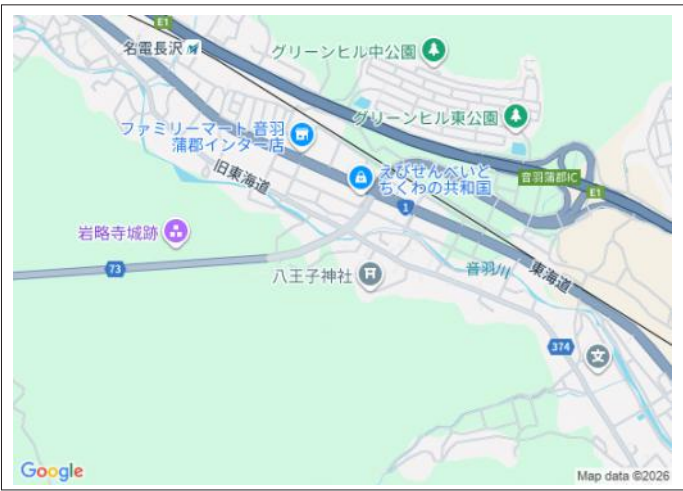 E1
名電長沢
グリーンヒル中公園
グリーンヒル東公園
ファミリーマート 音羽
蒲郡インター店
えびせんべいと
ちくわの共和国
旧東海道
音羽蒲郡IC
E1
1
岩略寺城跡
73
八王子神社
音羽川
東海道
374
文
Google
Map data ©2026